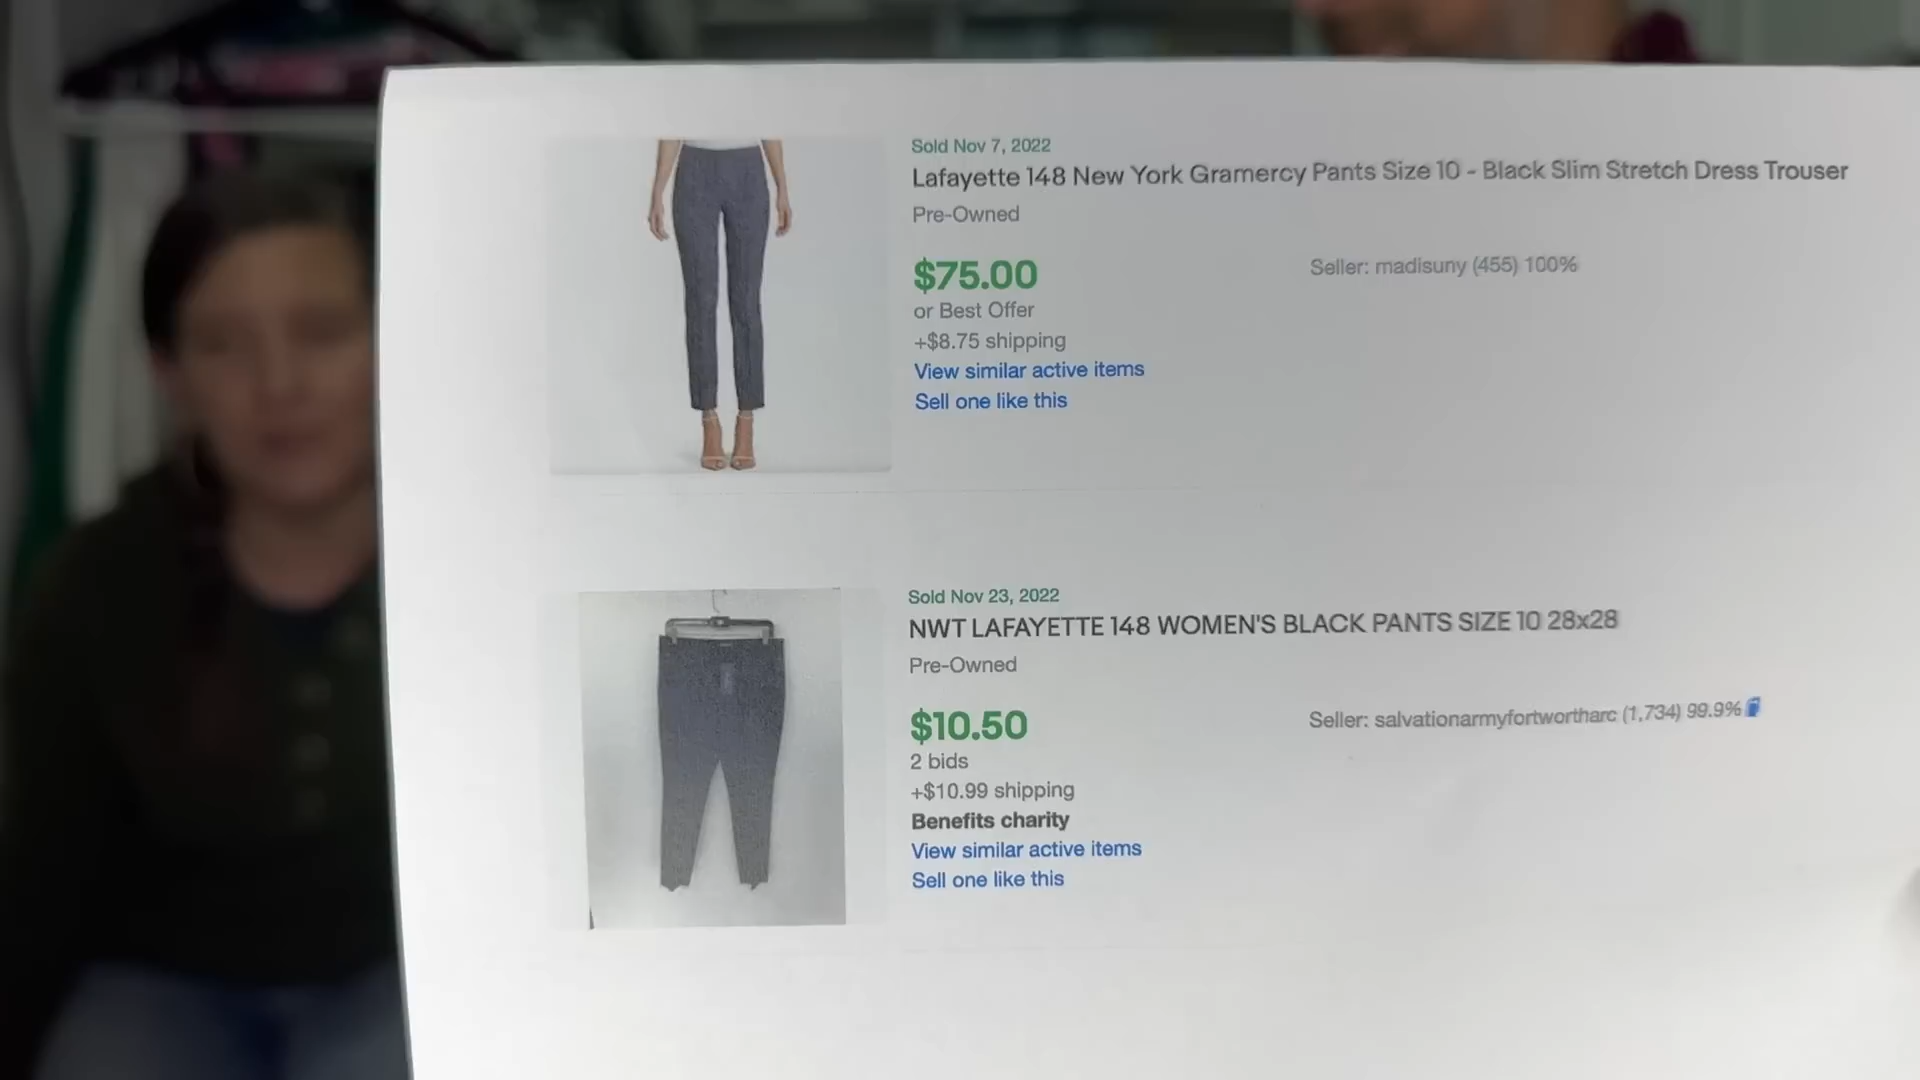 Sold Nov 7, 2022
Lafayette 148 New York Gramercy Pants Size 10 - Black Slim Stretch Dress Trouser
Pre-Owned
$75.00
Seller: madisuny (455) 100%
or Best Offer
+$8.75 shipping
View similar active items
Sell one like this
Sold Nov 23, 2022
NWT LAFAYETTE 148 WOMEN'S BLACK PANTS SIZE 10 28x28
Pre-Owned
$10.50
Seller: salvationarmyfortwortharc (1,734) 99.9%
2 bids
+$10.99 shipping
Benefits charity
View similar active items
Sell one like this